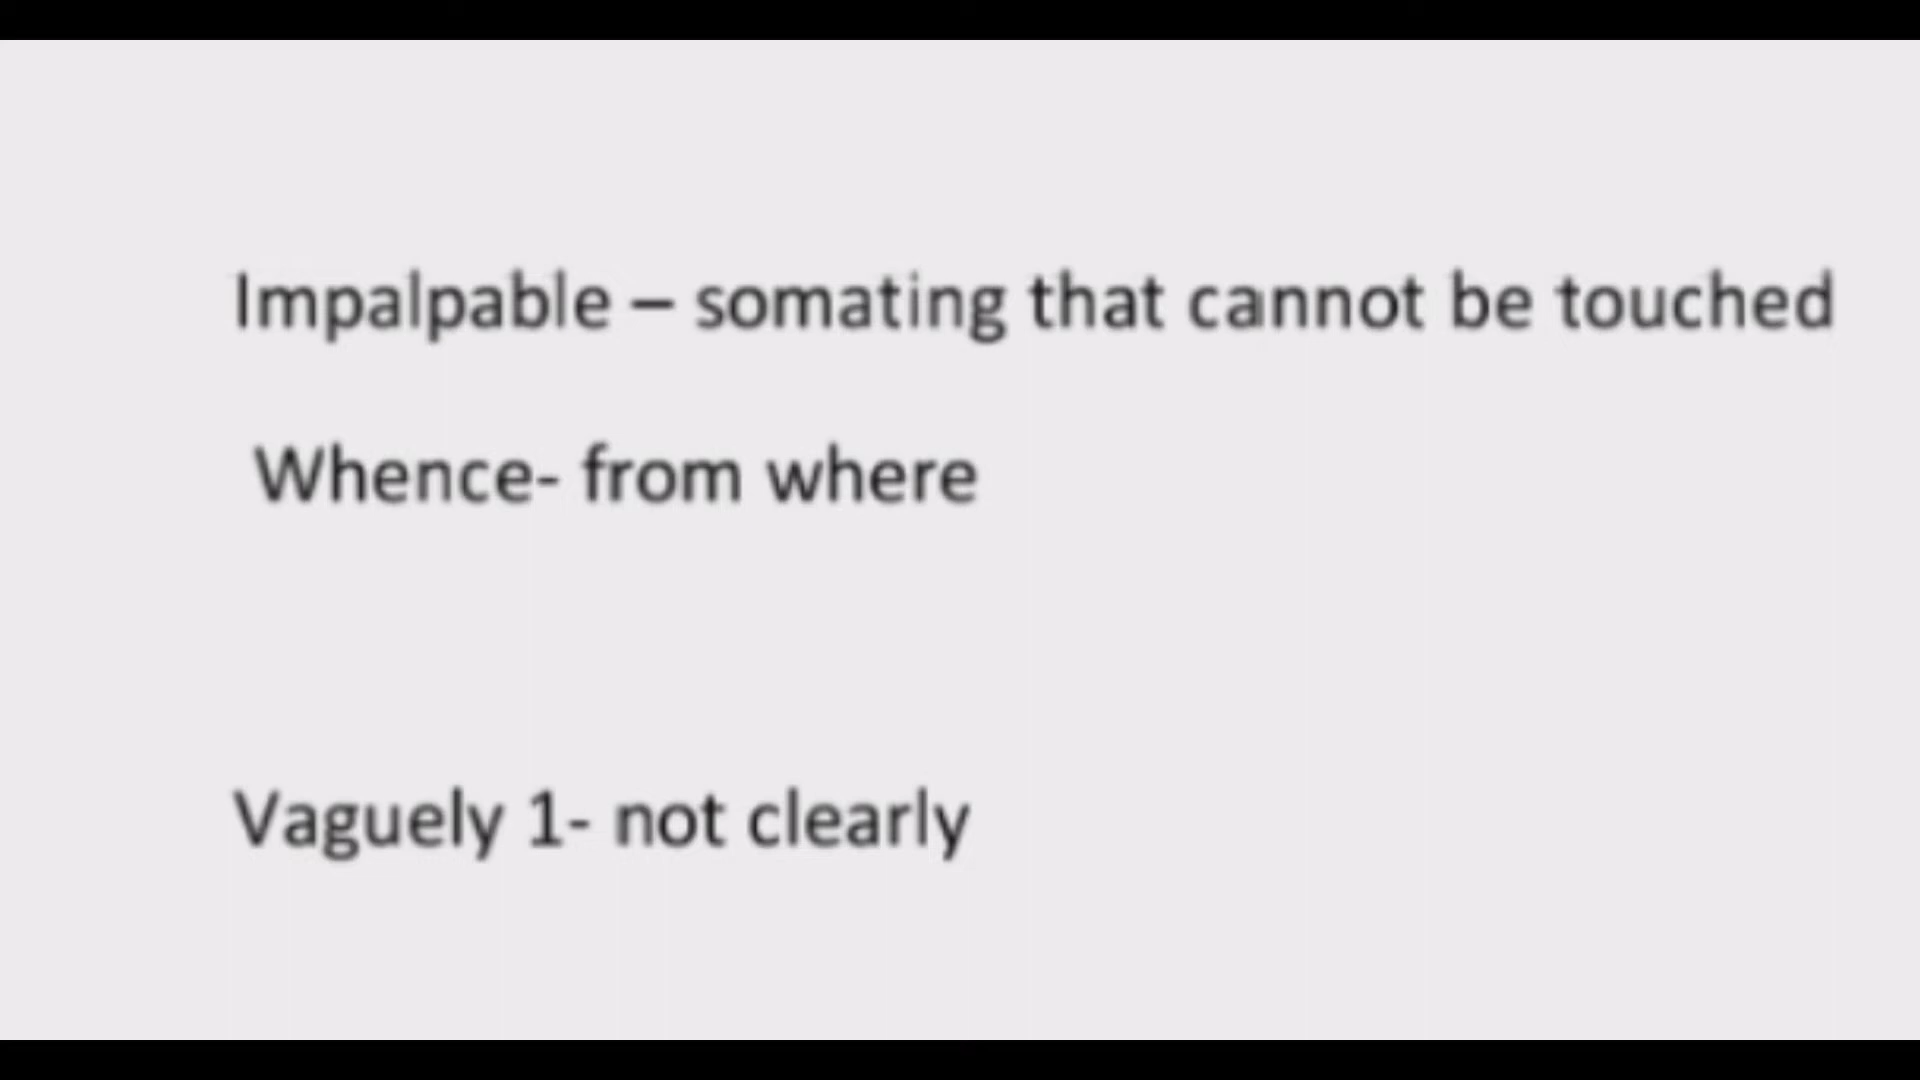 Impalpable – somating that cannot be touched
Whence- from where
Vaguely 1- not clearly